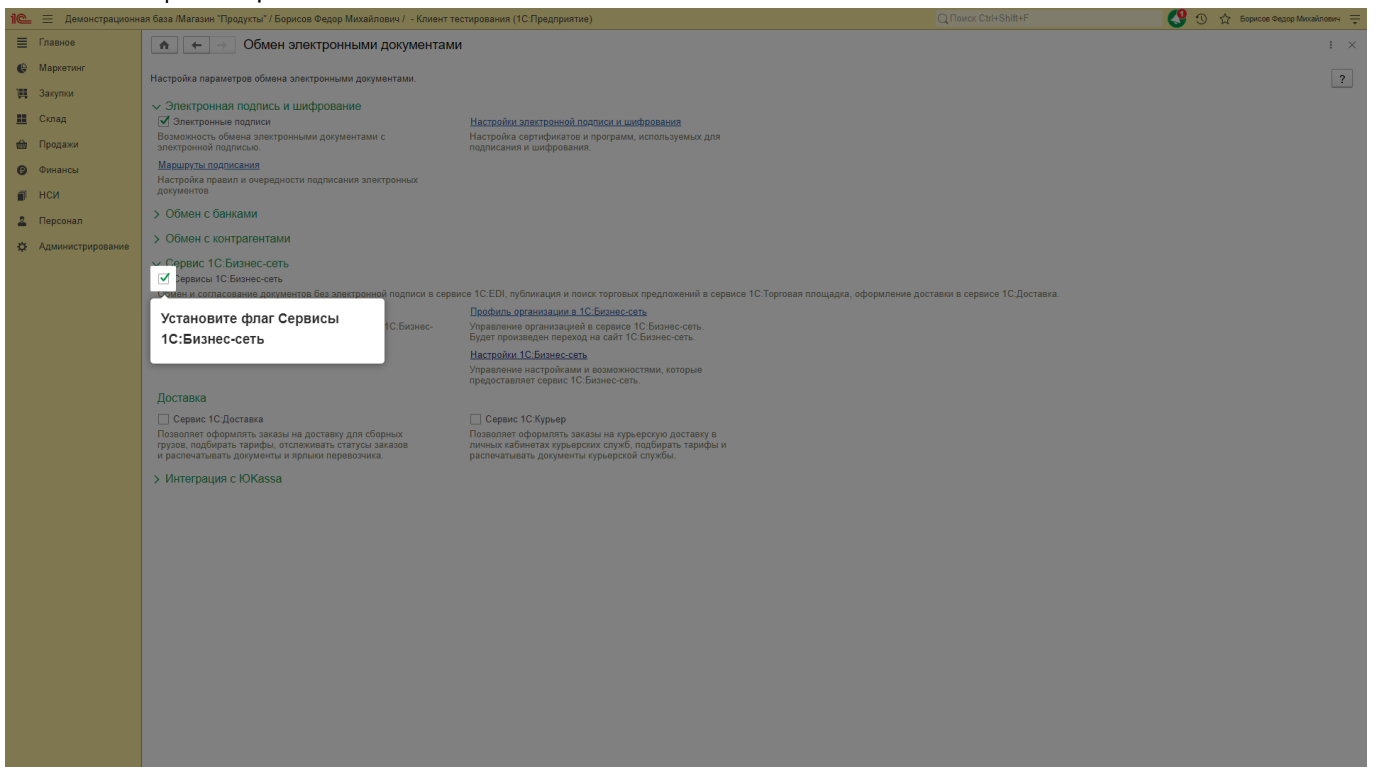 Демонстрационная база /Магазин "Продукты" / Борисов Федор Михайлович / - Клиент тестирования (1С:Предприятие)
Поиск Ctrl+Shift+F
1
Борисов Федор Михайлович
Главное
Маркетинг
Закупки
Склад
Продажи
Финансы
НСИ
Персонал
Администрирование
Обмен электронными документами
Настройка параметров обмена электронными документами.
?
Электронная подпись и шифрование
Электронные подписи
Возможность обмена электронными документами с
электронной подписью.
Настройки электронной подписи и шифрования
Настройка сертификатов и программ, используемых для
подписания и шифрования.
Маршруты подписания
Настройка правил и очередности подписания электронных
документов
Обмен с банками
Обмен с контрагентами
Сервис 1С:Бизнес-сеть
Сервисы 1С:Бизнес-сеть
Обмен и согласование документов без электронной подписи в сервисе 1С:EDI, публикация и поиск торговых предложений в сервисе 1С:Торговая площадка, оформление доставки в сервисе 1С:Доставка.
Установите флаг Сервисы
1С:Бизнес-сеть
1С:Бизнес-
Профиль организации в 1С:Бизнес-сеть
Управление организацией в сервисе 1С:Бизнес-сеть.
Будет произведен переход на сайт 1С:Бизнес-сеть.
Настройки 1С:Бизнес-сеть
Управление настройками и возможностями, которые
предоставляет сервис 1С:Бизнес-сеть.
Доставка
Сервис 1С:Доставка
Позволяет оформлять заказы на доставку для сборных
грузов, подбирать тарифы, отслеживать статусы заказов
и распечатывать документы и ярлыки перевозчика.
Сервис 1С:Курьер
Позволяет оформлять заказы на курьерскую доставку в
личных кабинетах курьерских служб, подбирать тарифы и
распечатывать документы курьерской службы.
Интеграция с ЮKassa